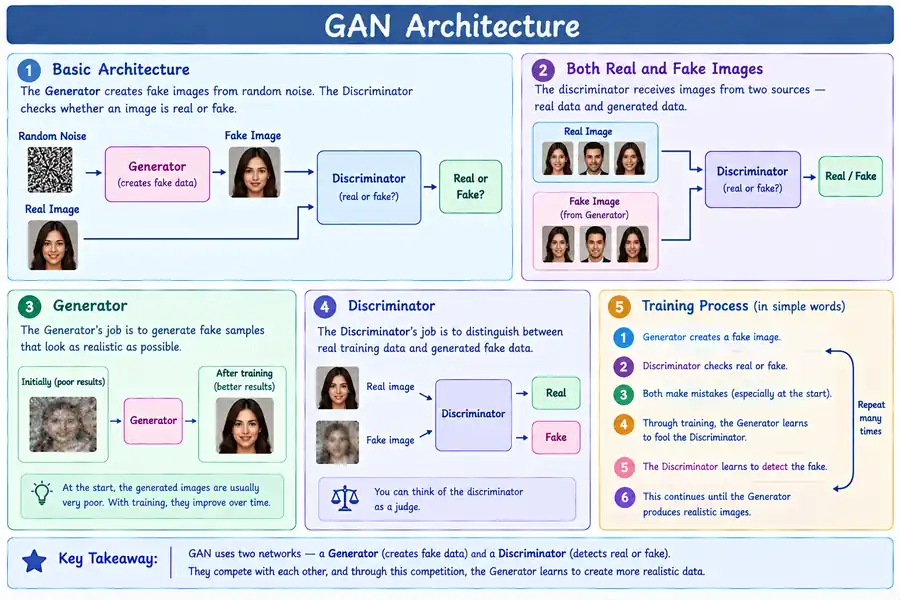 GAN Architecture
1 Basic Architecture
The Generator creates fake images from random noise. The Discriminator
checks whether an image is real or fake.
Random Noise
Generator
(creates fake data)
Fake Image
Real Image
Discriminator
(real or fake?)
Real or
Fake?
2 Both Real and Fake Images
The discriminator receives images from two sources —
real data and generated data.
Real Image
Fake Image
(from Generator)
Discriminator
(real or fake?)
Real / Fake
3 Generator
The Generator's job is to generate fake samples
that look as realistic as possible.
Initially (poor results)
Generator
After training
(better results)
At the start, the generated images are usually
very poor. With training, they improve over time.
4 Discriminator
The Discriminator's job is to distinguish between
real training data and generated fake data.
Real image
Fake image
Discriminator
Real
Fake
You can think of the discriminator
as a judge.
5 Training Process (in simple words)
1 Generator creates a fake image.
2 Discriminator checks real or fake.
3 Both make mistakes (especially at the start).
4 Through training, the Generator learns
to fool the Discriminator.
5 The Discriminator learns to detect the fake.
6 This continues until the Generator
produces realistic images.
Repeat
many
times
Key Takeaway:
GAN uses two networks — a Generator (creates fake data) and a Discriminator (detects real or fake).
They compete with each other, and through this competition, the Generator learns to create more realistic data.